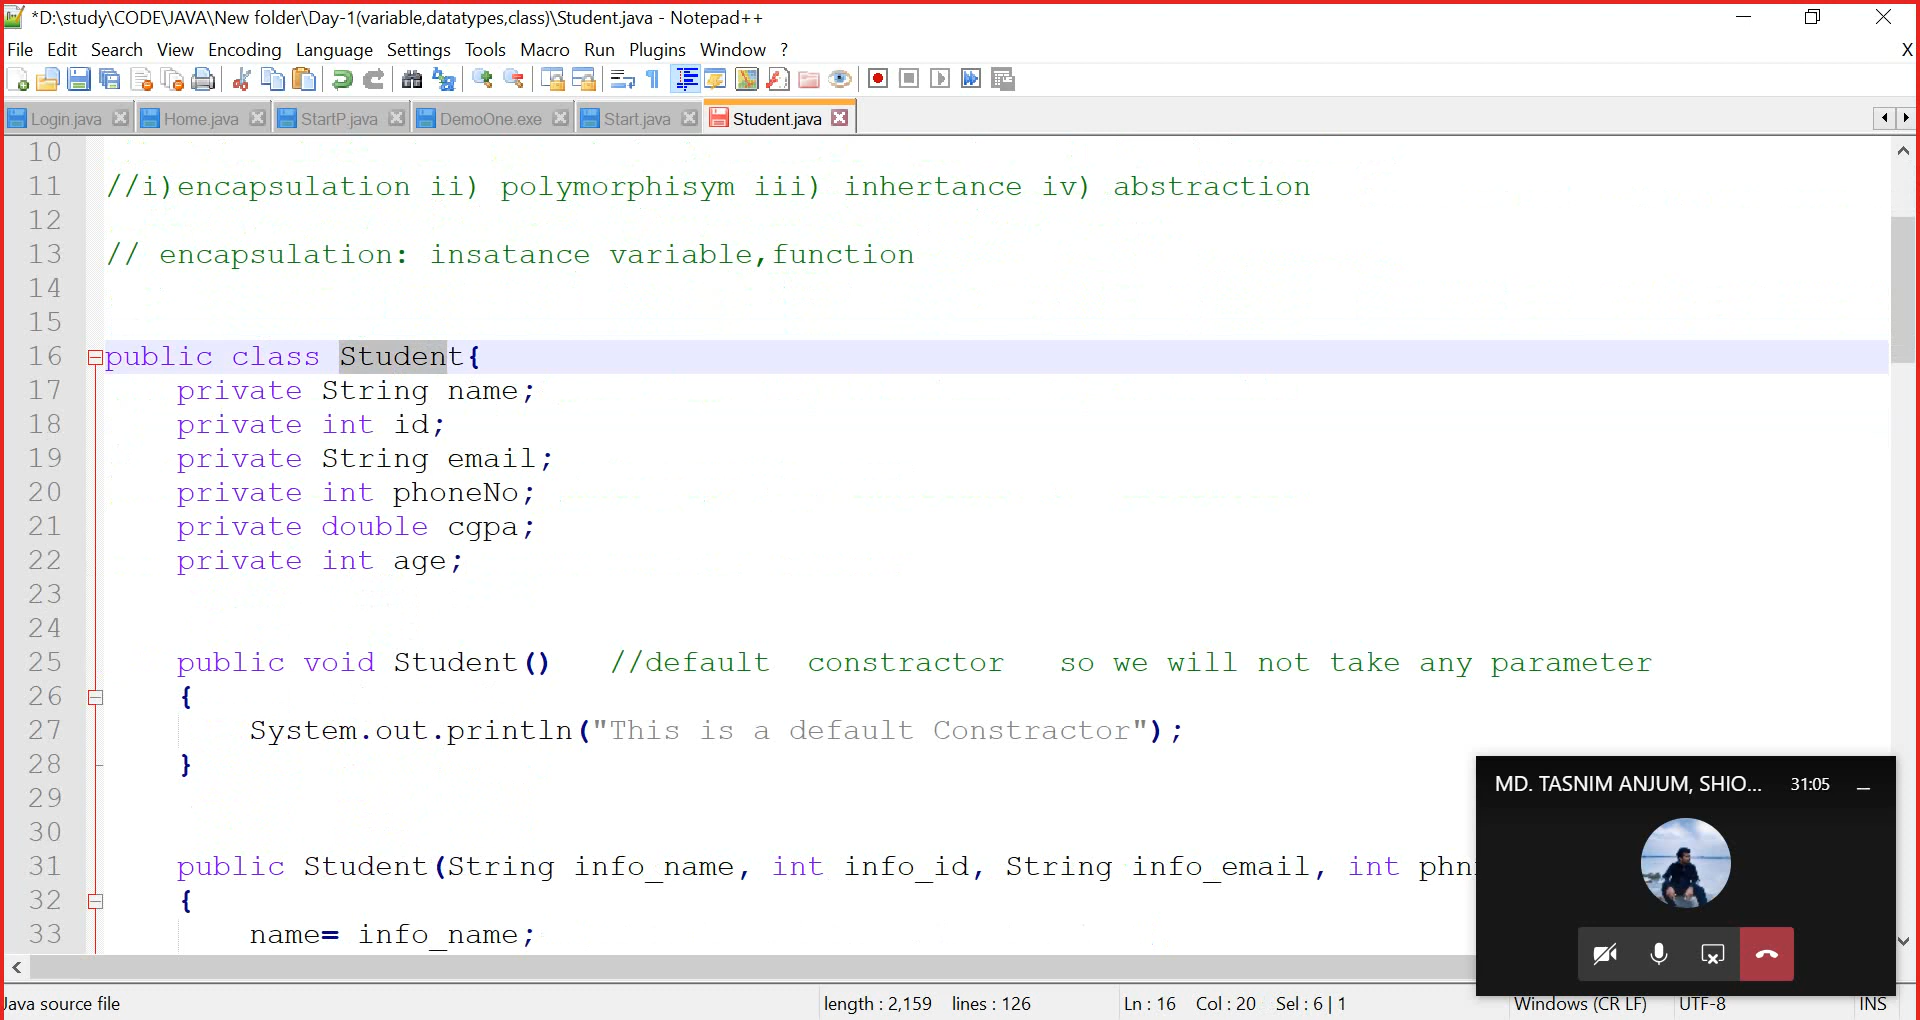 *D:\study\CODE\JAVA\New folder\Day-1(variable,datatypes,class)\Student.java - Notepad++
File Edit Search View Encoding Language Settings Tools Macro Run Plugins Window ? X
Login.java Home.java StartP.java DemoOne.exe Start.java Student.java
10
11 //i)encapsulation ii) polymorphisym iii) inhertance iv) abstraction
12
13 // encapsulation: insatance variable,function
14
15
16 public class Student{
17 private String name;
18 private int id;
19 private String email;
20 private int phoneNo;
21 private double cgpa;
22 private int age;
23
24
25 public void Student() //default constractor so we will not take any parameter
26 {
27 System.out.println("This is a default Constractor");
28 }
29
30
31 public Student(String info_name, int info_id, String info_email, int phn
32 {
33 name= info_name;
MD. TASNIM ANJUM, SHIO... 31:05
Java source file length : 2,159 lines : 126 Ln : 16 Col : 20 Sel : 6 | 1 Windows (CR LF) UTF-8 INS